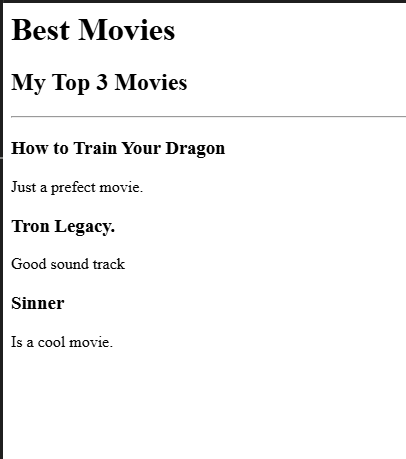 Best Movies
My Top 3 Movies
How to Train Your Dragon
Just a prefect movie.
Tron Legacy.
Good sound track
Sinner
Is a cool movie.